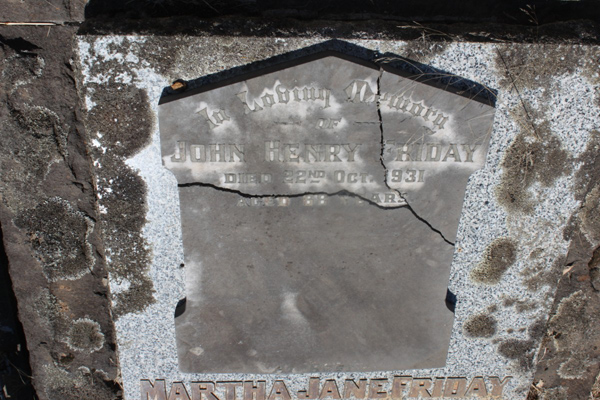 In Loving Memory
OF
JOHN HENRY FRIDAY
DIED 22ND OCT. 1931
MARTHA JANE FRIDAY